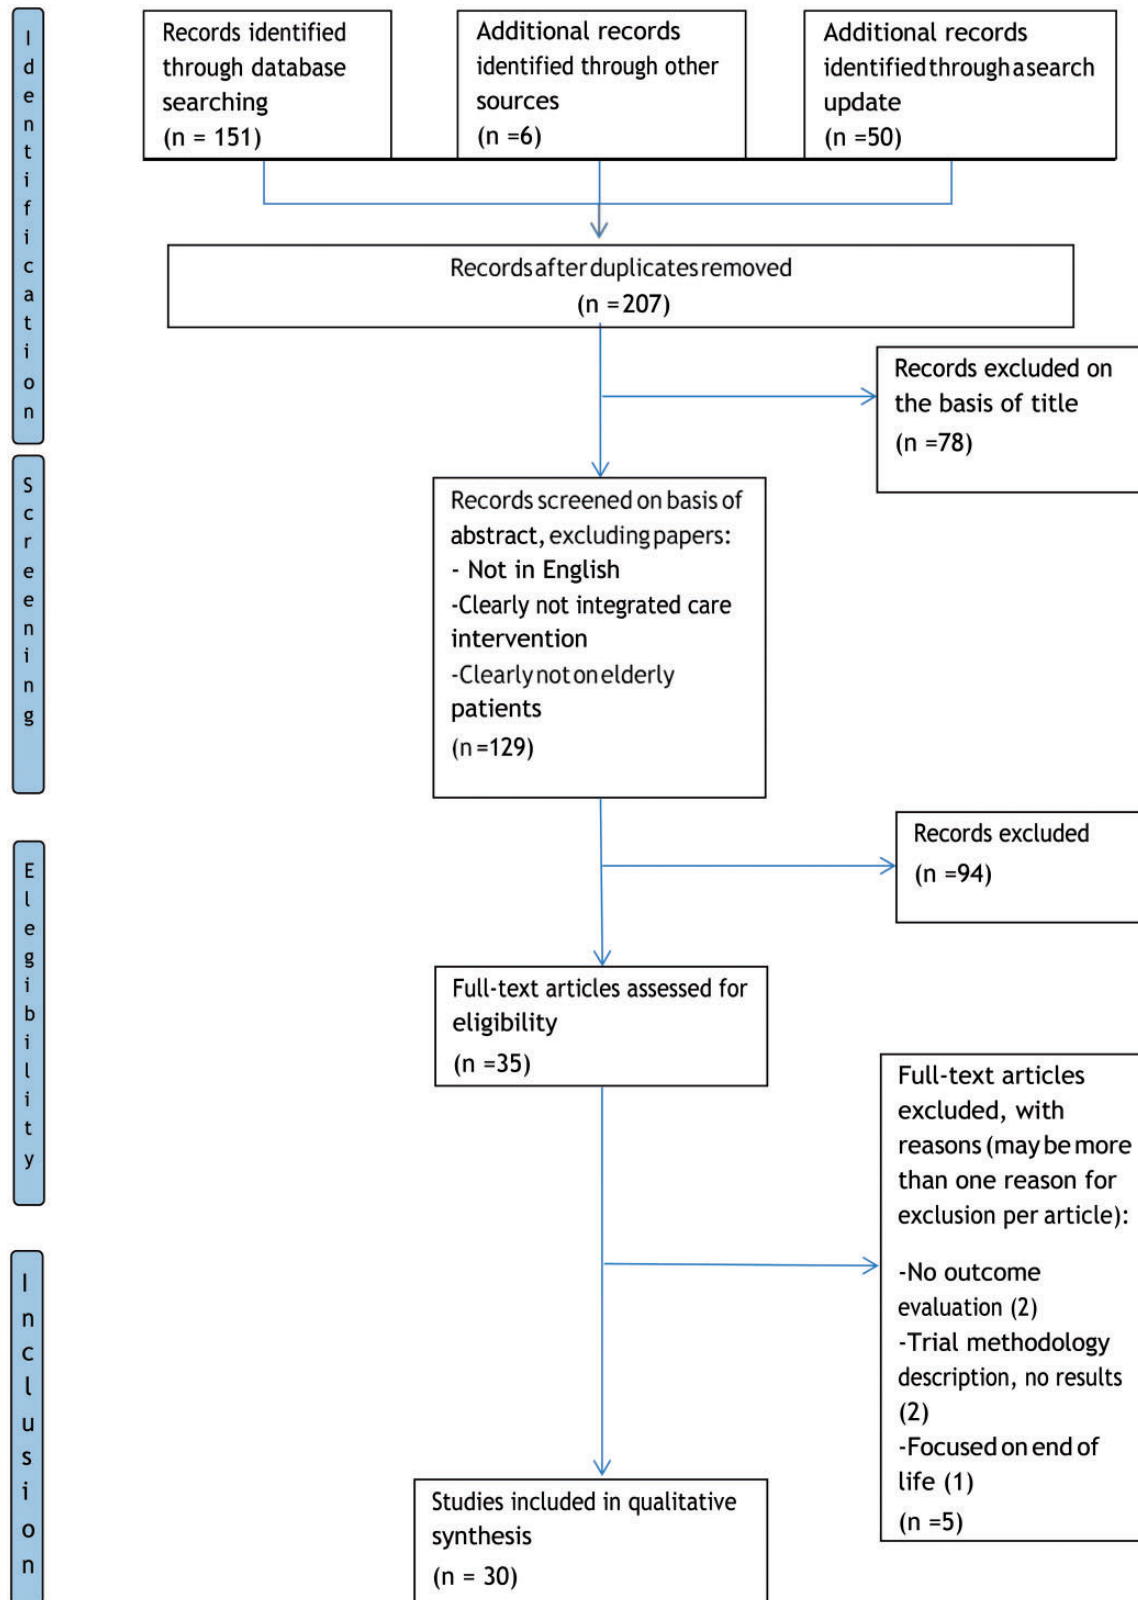 Identification
Records identified
through database
searching
(n = 151)
Additional records
identified through other
sources
(n =6)
Additional records
identified through a search
update
(n =50)
Records after duplicates removed
(n =207)
Records excluded on
the basis of title
(n =78)
Screening
Records screened on basis of
abstract, excluding papers:
- Not in English
-Clearly not integrated care
intervention
-Clearly not on elderly
patients
(n =129)
Records excluded
(n =94)
Elegibility
Full-text articles assessed for
eligibility
(n =35)
Full-text articles
excluded, with
reasons (may be more
than one reason for
exclusion per article):
-No outcome
evaluation (2)
-Trial methodology
description, no results
(2)
-Focused on end of
life (1)
(n =5)
Inclusion
Studies included in qualitative
synthesis
(n = 30)